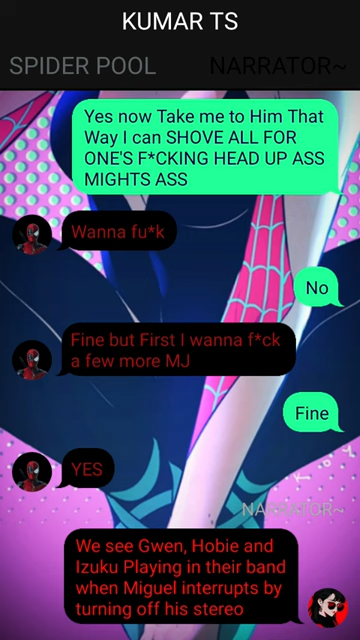 KUMAR TS
SPIDER POOL NARRATOR~
Yes now Take me to Him That
Way I can SHOVE ALL FOR
ONE'S F*CKING HEAD UP ASS
MIGHTS ASS
Wanna fu*k
No
Fine but First I wanna f*ck
a few more MJ
Fine
YES
NARRATOR~
We see Gwen, Hobie and
Izuku Playing in their band
when Miguel interrupts by
turning off his stereo